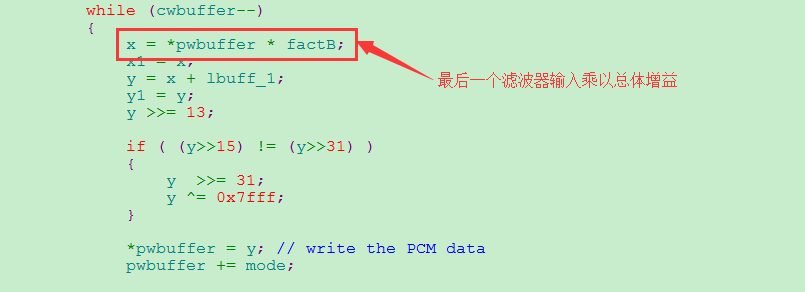 while (cwbuffer--)
{
x = *pwbuffer * factB;
x1 = x;
最后一个滤波器输入乘以总体增益
y = x + lbuff_1;
y1 = y;
y >>= 13;
if ( (y>>15) != (y>>31) )
{
y >>= 31;
y ^= 0x7fff;
}
*pwbuffer = y; // write the PCM data
pwbuffer += mode;